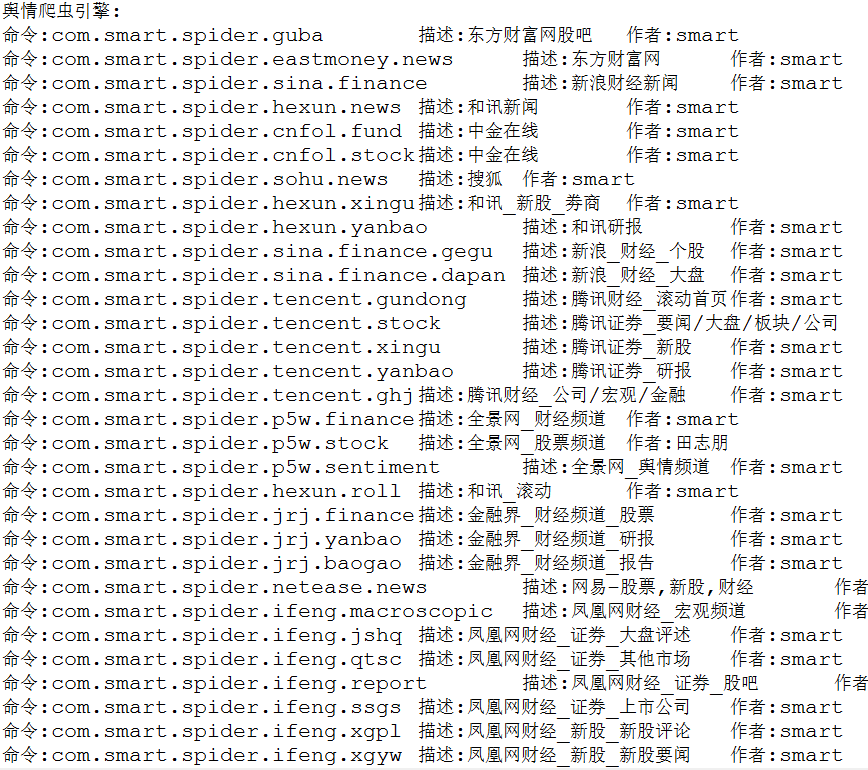 舆情爬虫引擎:
命令:com.smart.spider.guba 描述:东方财富网股吧 作者:smart
命令:com.smart.spider.eastmoney.news 描述:东方财富网 作者:smart
命令:com.smart.spider.sina.finance 描述:新浪财经新闻 作者:smart
命令:com.smart.spider.hexun.news 描述:和讯新闻 作者:smart
命令:com.smart.spider.cnfol.fund 描述:中金在线 作者:smart
命令:com.smart.spider.cnfol.stock 描述:中金在线 作者:smart
命令:com.smart.spider.sohu.news 描述:搜狐 作者:smart
命令:com.smart.spider.hexun.xingu 描述:和讯_新股_券商 作者:smart
命令:com.smart.spider.hexun.yanbao 描述:和讯研报 作者:smart
命令:com.smart.spider.sina.finance.gegu 描述:新浪_财经_个股 作者:smart
命令:com.smart.spider.sina.finance.dapan 描述:新浪_财经_大盘 作者:smart
命令:com.smart.spider.tencent.gundong 描述:腾讯财经_滚动首页 作者:smart
命令:com.smart.spider.tencent.stock 描述:腾讯证券_要闻/大盘/板块/公司
命令:com.smart.spider.tencent.xingu 描述:腾讯证券_新股 作者:smart
命令:com.smart.spider.tencent.yanbao 描述:腾讯证券_研报 作者:smart
命令:com.smart.spider.tencent.ghj 描述:腾讯财经_公司/宏观/金融 作者:smart
命令:com.smart.spider.p5w.finance 描述:全景网_财经频道 作者:smart
命令:com.smart.spider.p5w.stock 描述:全景网_股票频道 作者:田志朋
命令:com.smart.spider.p5w.sentiment 描述:全景网_舆情频道 作者:smart
命令:com.smart.spider.hexun.roll 描述:和讯_滚动 作者:smart
命令:com.smart.spider.jrj.finance 描述:金融界_财经频道_股票 作者:smart
命令:com.smart.spider.jrj.yanbao 描述:金融界_财经频道_研报 作者:smart
命令:com.smart.spider.jrj.baogao 描述:金融界_财经频道_报告 作者:smart
命令:com.smart.spider.netease.news 描述:网易-股票,新股,财经 作者
命令:com.smart.spider.ifeng.macroscopic 描述:凤凰网财经_宏观频道 作者
命令:com.smart.spider.ifeng.jshq 描述:凤凰网财经_证券_大盘评述 作者:smart
命令:com.smart.spider.ifeng.qtsc 描述:凤凰网财经_证券_其他市场 作者:smart
命令:com.smart.spider.ifeng.report 描述:凤凰网财经_证券_股吧 作者
命令:com.smart.spider.ifeng.ssgs 描述:凤凰网财经_证券_上市公司 作者:smart
命令:com.smart.spider.ifeng.xgpl 描述:凤凰网财经_新股_新股评论 作者:smart
命令:com.smart.spider.ifeng.xgyw 描述:凤凰网财经_新股_新股要闻 作者:smart